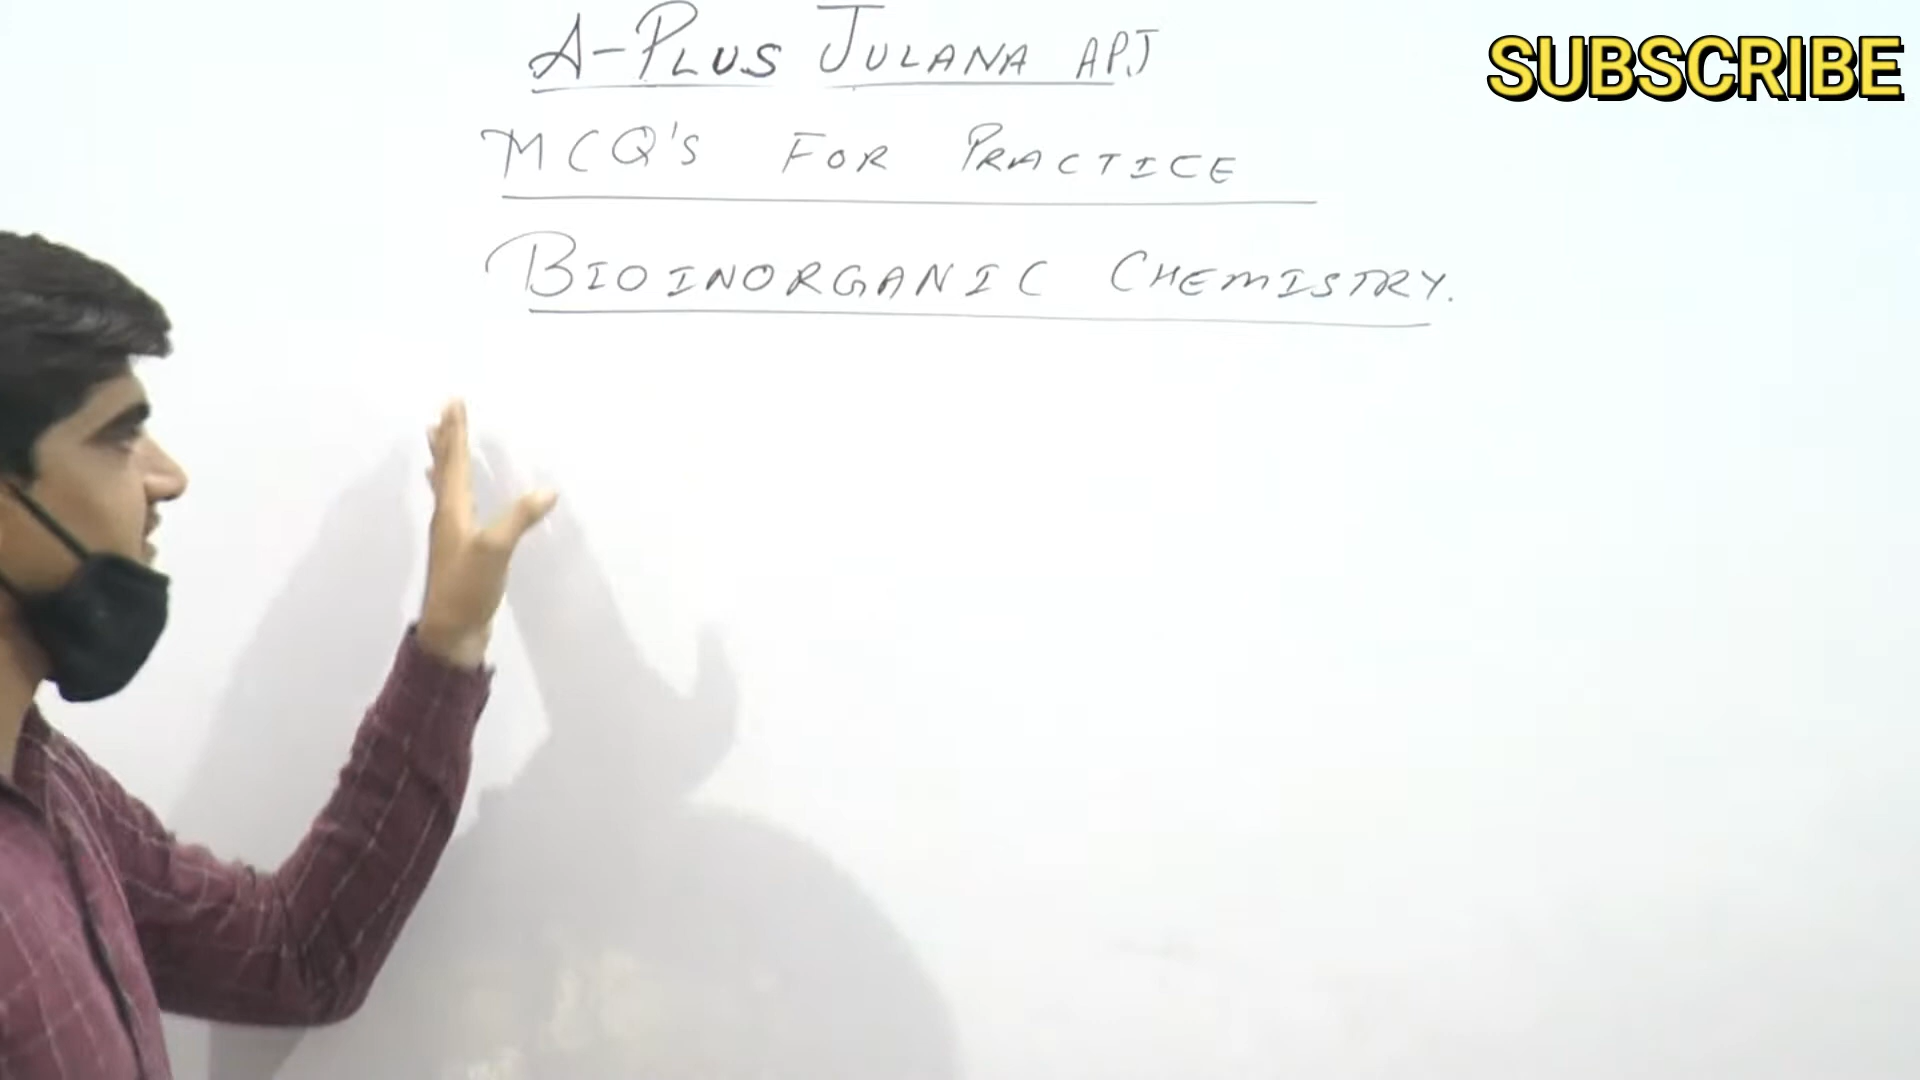 A-PLUS JULANA APJ
SUBSCRIBE
MCQ'S FOR PRACTICE
BIOINORGANIC CHEMISTRY.